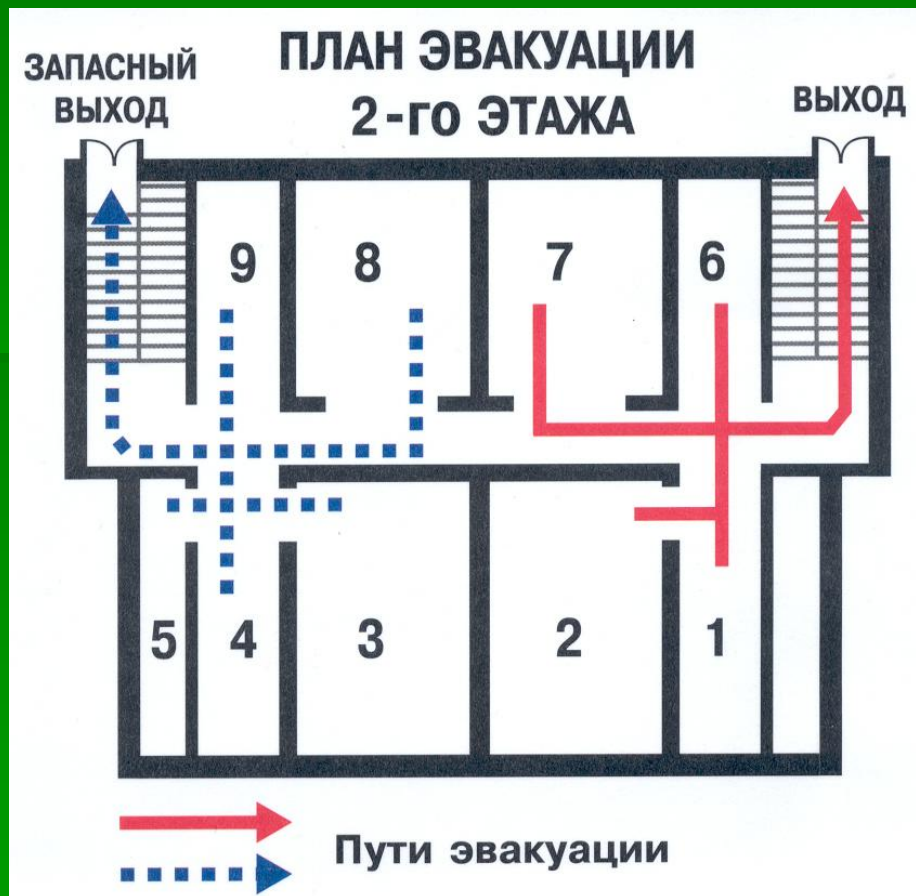 ПЛАН ЭВАКУАЦИИ
2-го ЭТАЖА
ЗАПАСНЫЙ
ВЫХОД
ВЫХОД
9 8 7 6
5 4 3 2 1
Пути эвакуации